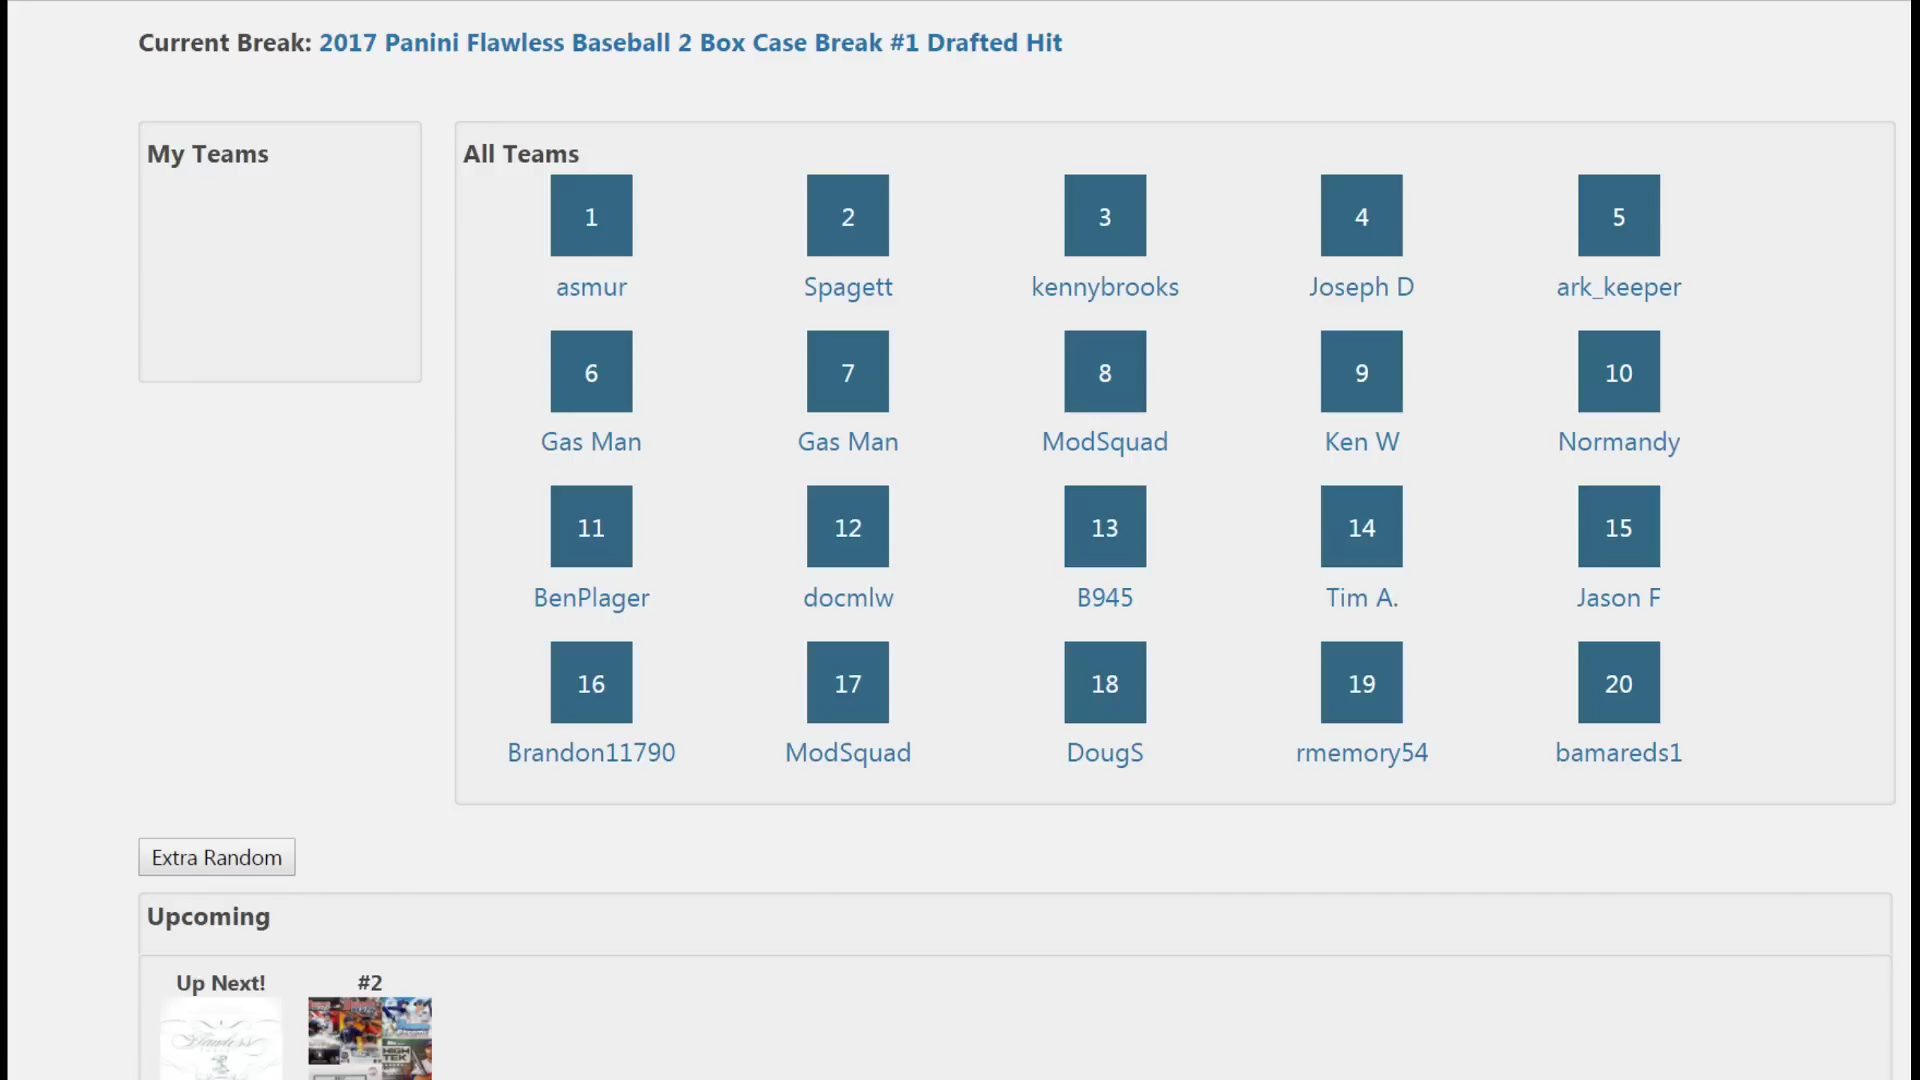 Current Break: 2017 Panini Flawless Baseball 2 Box Case Break #1 Drafted Hit
My Teams
All Teams
1 2 3 4 5
asmur Spagett kennybrooks Joseph D ark_keeper
6 7 8 9 10
Gas Man Gas Man ModSquad Ken W Normandy
11 12 13 14 15
BenPlager docmlw B945 Tim A. Jason F
16 17 18 19 20
Brandon11790 ModSquad DougS rmemory54 bamareds1
Extra Random
Upcoming
Up Next! #2
Flawless
HIGH
TEK